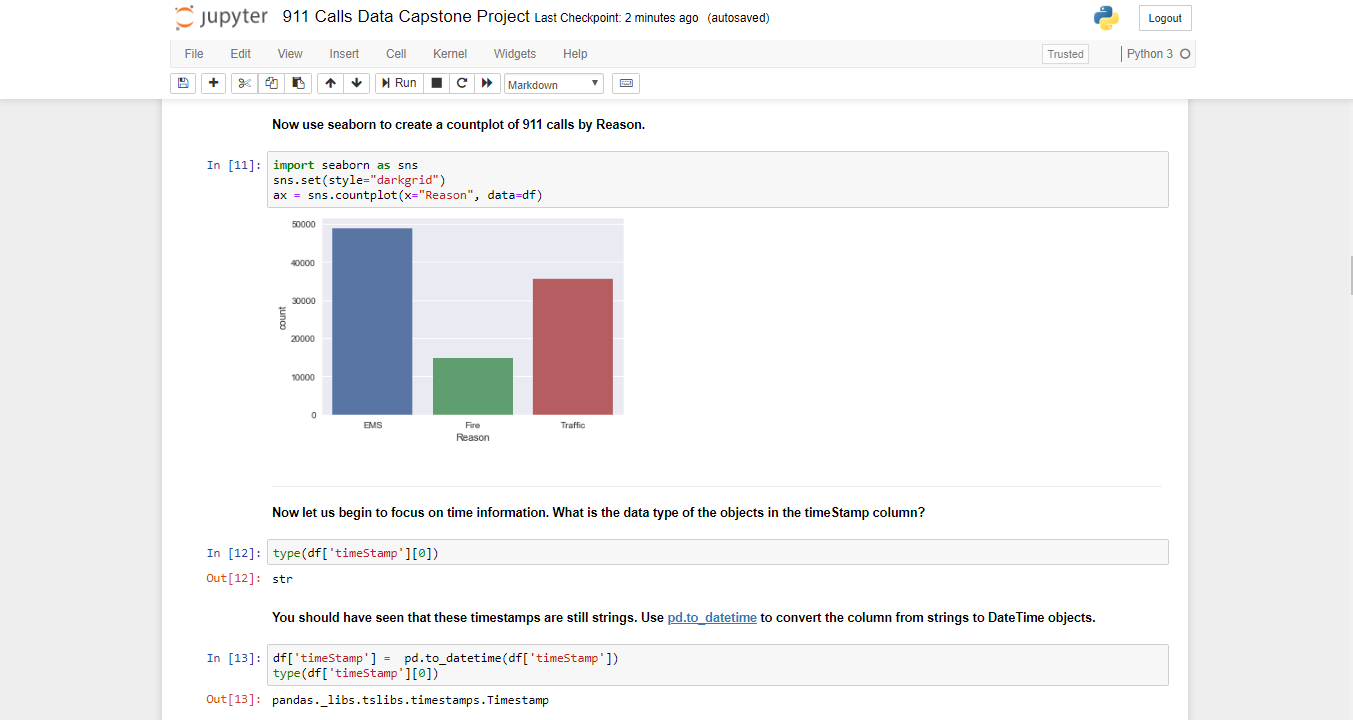 jupyter 911 Calls Data Capstone Project Last Checkpoint: 2 minutes ago (autosaved)
Logout
File Edit View Insert Cell Kernel Widgets Help
Trusted
Python 3
Run
Markdown
Now use seaborn to create a countplot of 911 calls by Reason.
In [11]:
import seaborn as sns
sns.set(style="darkgrid")
ax = sns.countplot(x="Reason", data=df)
50000
40000
30000
20000
10000
0
count
EMS Fire Traffic
Reason
Now let us begin to focus on time information. What is the data type of the objects in the timeStamp column?
In [12]: type(df['timeStamp'][0])
Out[12]: str
You should have seen that these timestamps are still strings. Use pd.to_datetime to convert the column from strings to DateTime objects.
In [13]:
df['timeStamp'] =  pd.to_datetime(df['timeStamp'])
type(df['timeStamp'][0])
Out[13]: pandas._libs.tslibs.timestamps.Timestamp